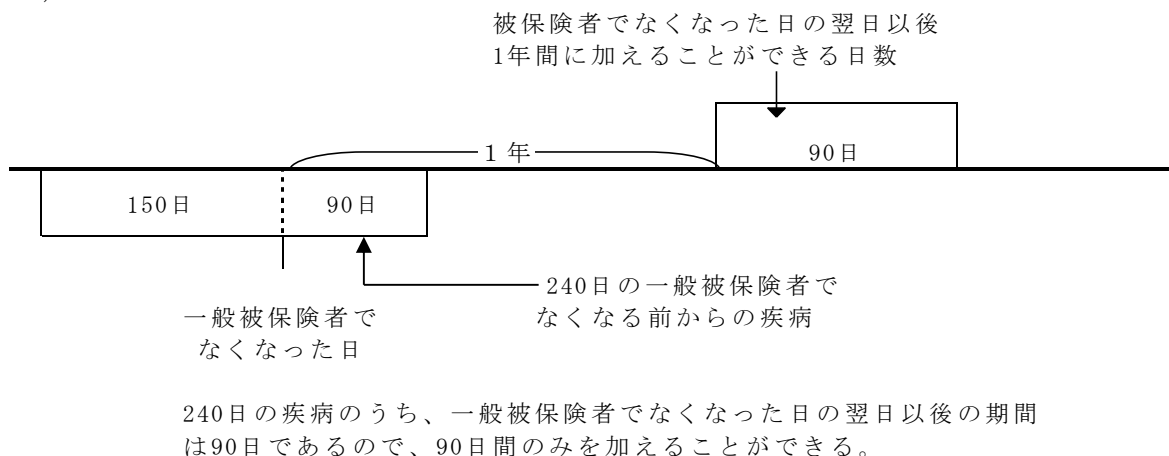 被保険者でなくなった日の翌日以後
1年間に加えることができる日数
1年
90日
150日
90日
240日の一般被保険者で
なくなる前からの疾病
一般被保険者で
なくなった日
240日の疾病のうち、一般被保険者でなくなった日の翌日以後の期間
は90日であるので、90日間のみを加えることができる。